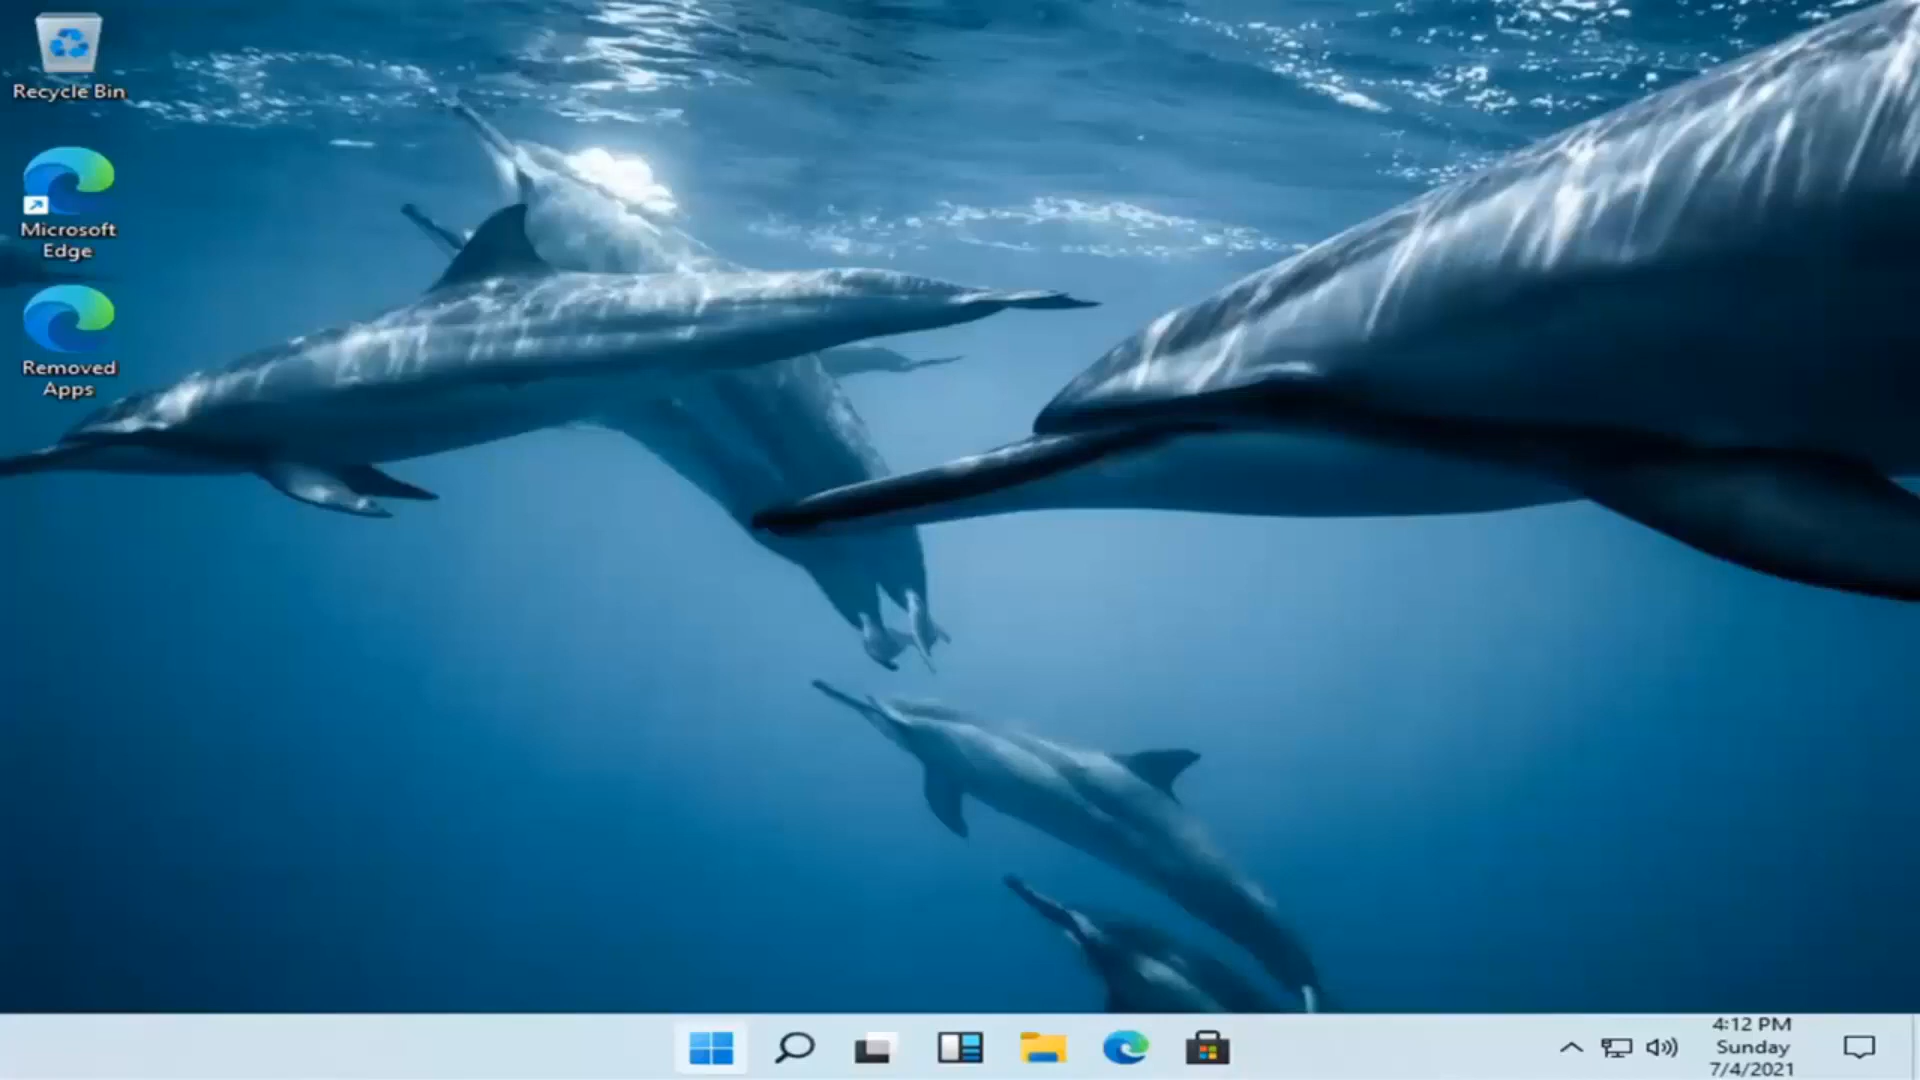 Recycle Bin
Microsoft
Edge
Removed
Apps
4:12 PM
Sunday
7/4/2021